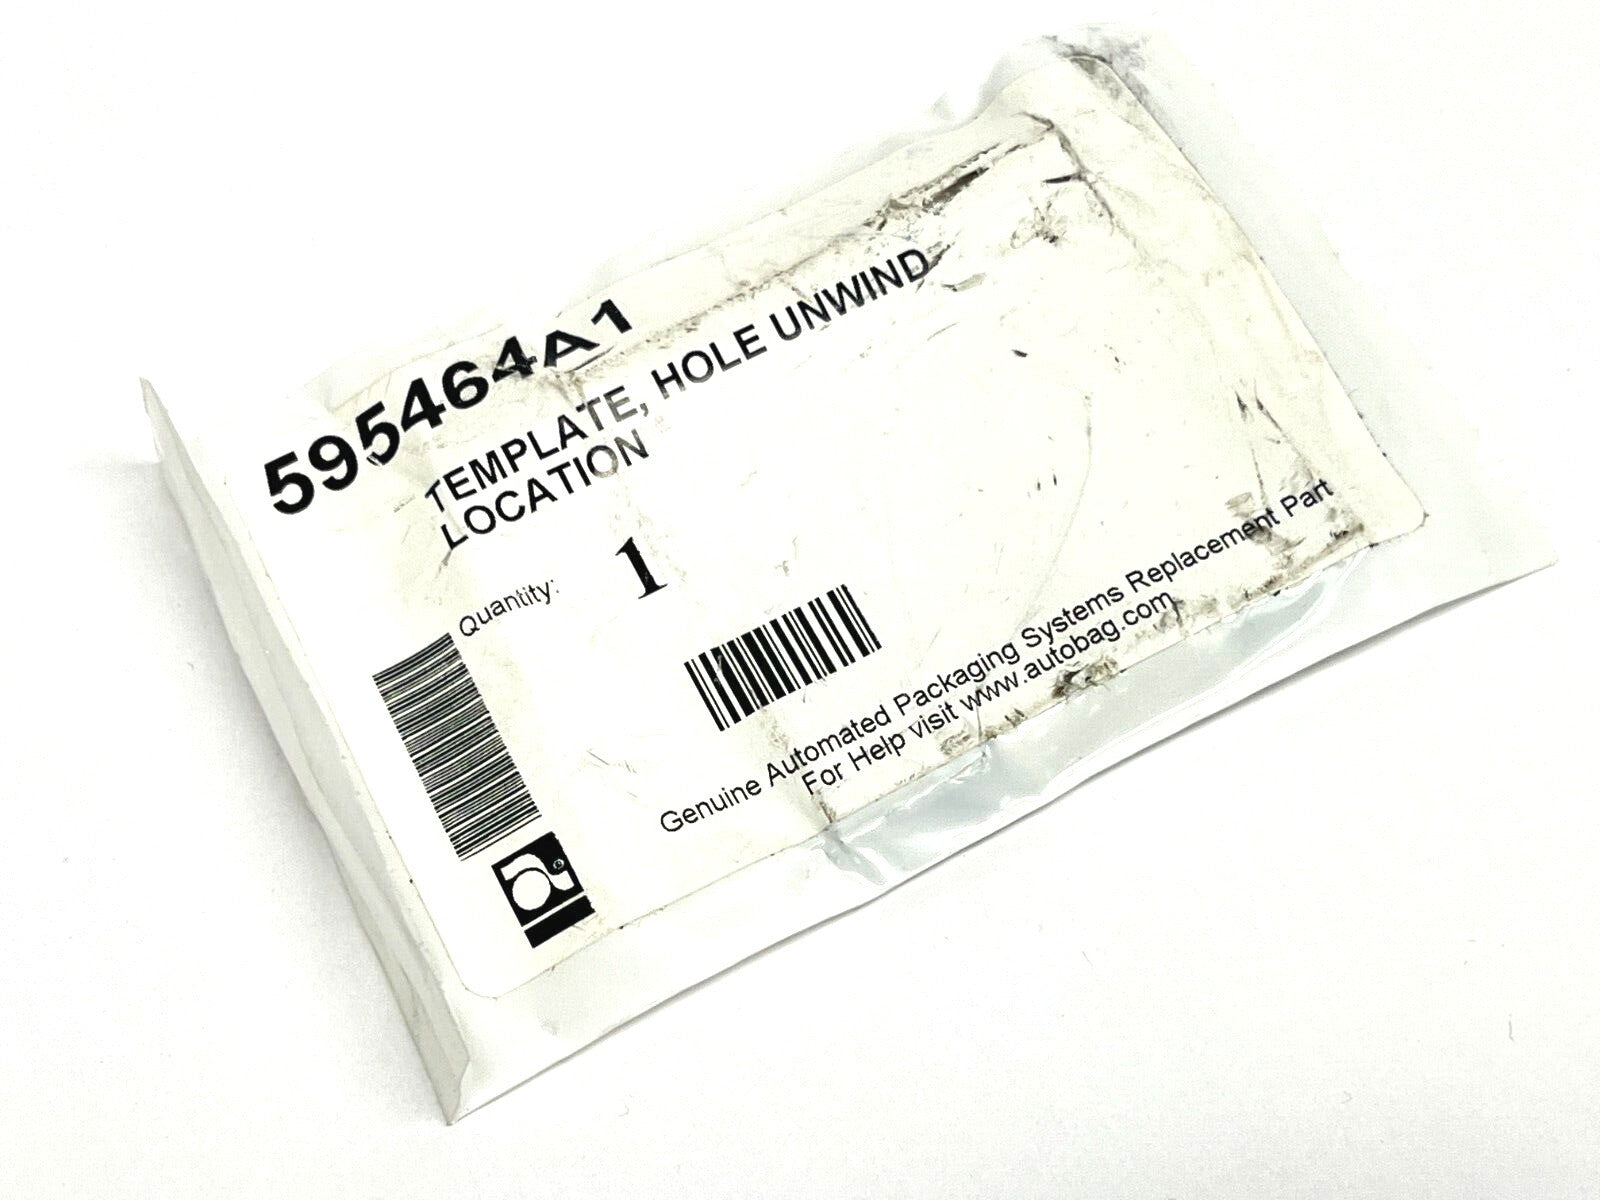 595464A1
TEMPLATE, HOLE UNWIND
LOCATION
Quantity: 1
Genuine Automated Packaging Systems Replacement Part
For Help visit www.autobag.com